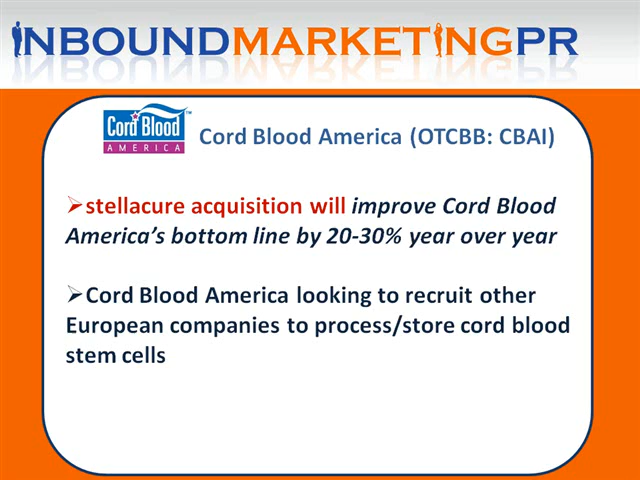 INBOUNDMARKETINGPR
Cord Blood
AMERICA
TM
Cord Blood America (OTCBB: CBAI)
stellacure acquisition will improve Cord Blood
America's bottom line by 20-30% year over year
Cord Blood America looking to recruit other
European companies to process/store cord blood
stem cells